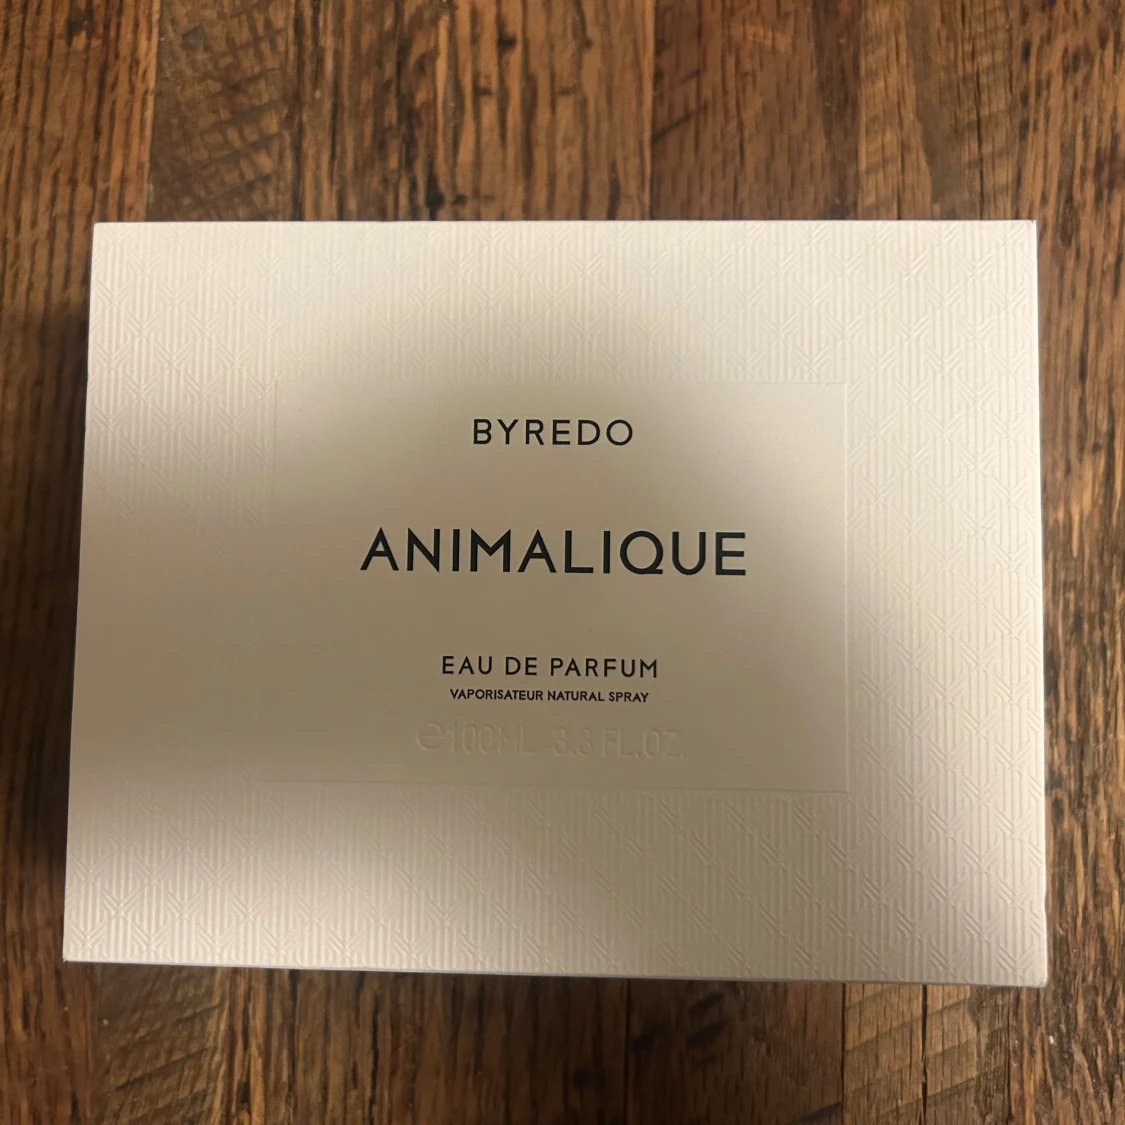 BYREDO
ANIMALIQUE
EAU DE PARFUM
VAPORISATEUR NATURAL SPRAY
℮100ML 3.3 FL.OZ.